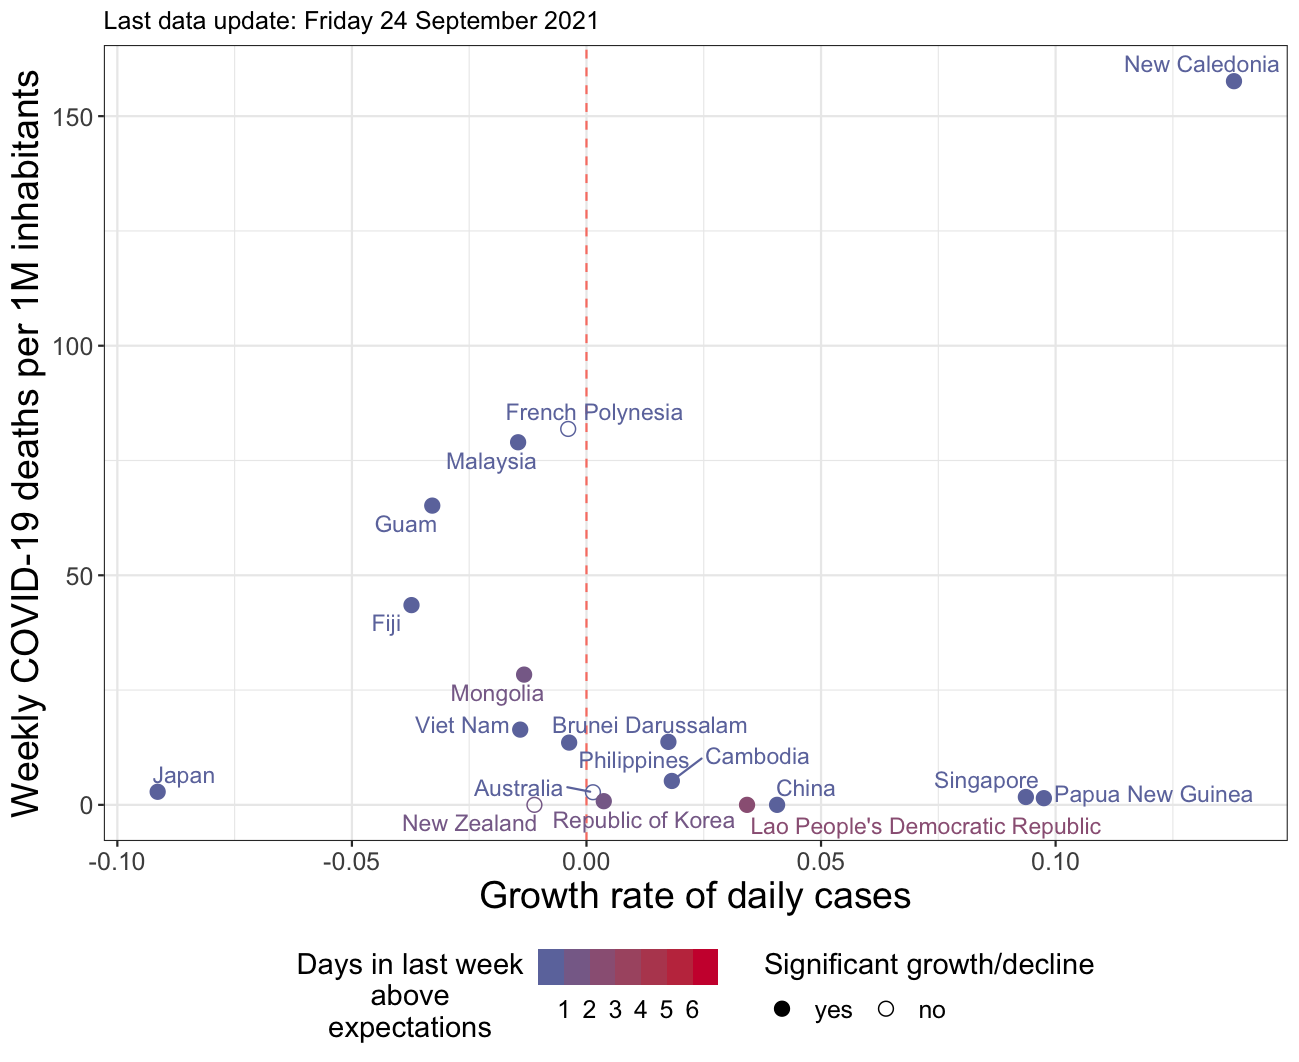 Last data update: Friday 24 September 2021
Weekly COVID-19 deaths per 1M inhabitants
150
100
50
0
New Caledonia
French Polynesia
Malaysia
Guam
Fiji
Mongolia
Viet Nam
Brunei Darussalam
Philippines
Cambodia
Japan
Australia
China
Singapore
Papua New Guinea
New Zealand
Republic of Korea
Lao People's Democratic Republic
-0.10 -0.05 0.00 0.05 0.10
Growth rate of daily cases
Days in last week
above
expectations
1 2 3 4 5 6
Significant growth/decline
yes no